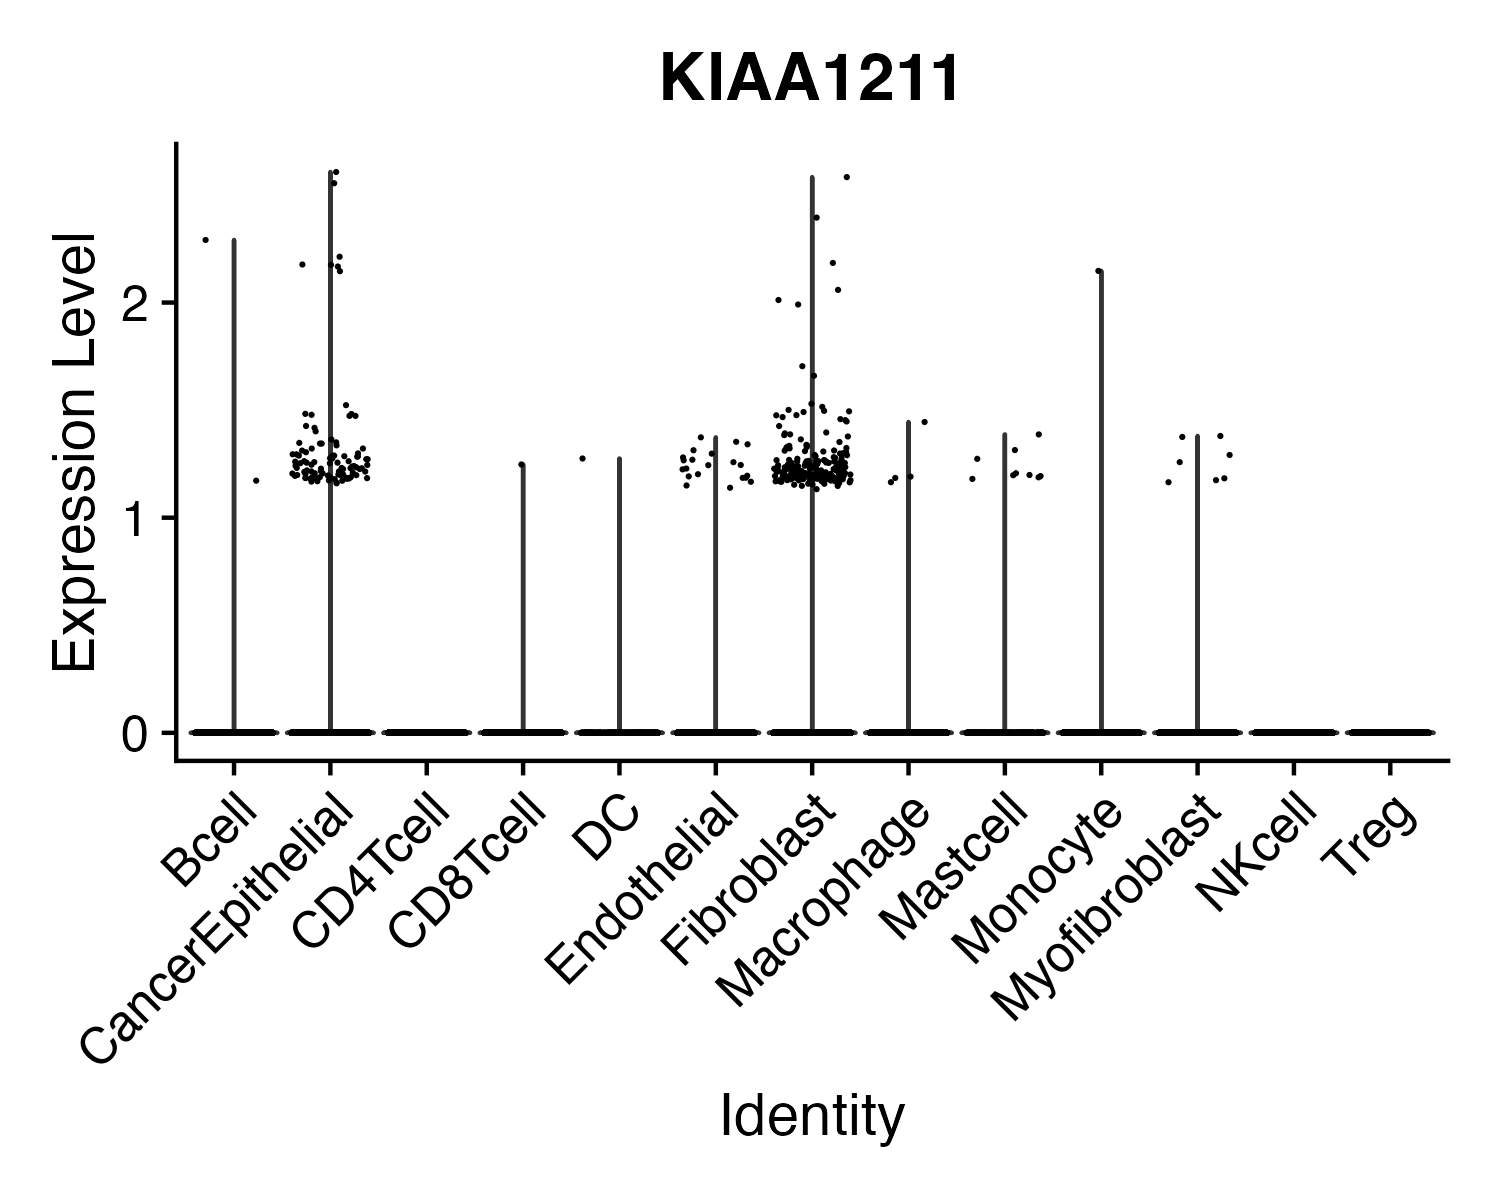 KIAA1211
Expression Level
2
1
0
Bcell
CancerEpithelial
CD4Tcell
CD8Tcell
DC
Endothelial
Fibroblast
Macrophage
Mastcell
Monocyte
Myofibroblast
NKcell
Treg
Identity